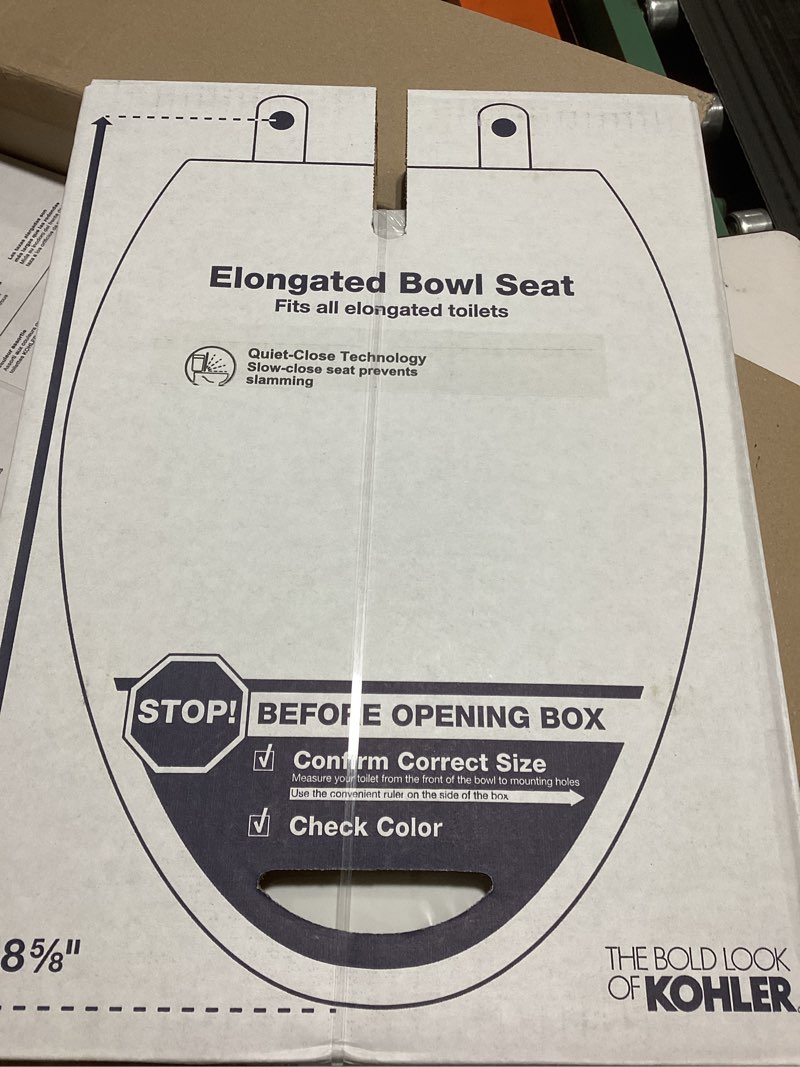 Elongated Bowl Seat
Fits all elongated toilets
Quiet-Close Technology
Slow-close seat prevents
slamming
STOP!
BEFORE OPENING BOX
Confirm Correct Size
Measure your toilet from the front of the bowl to mounting holes
Use the convenient ruler on the side of the box
Check Color
8 5/8"
THE BOLD LOOK
OF KOHLER.